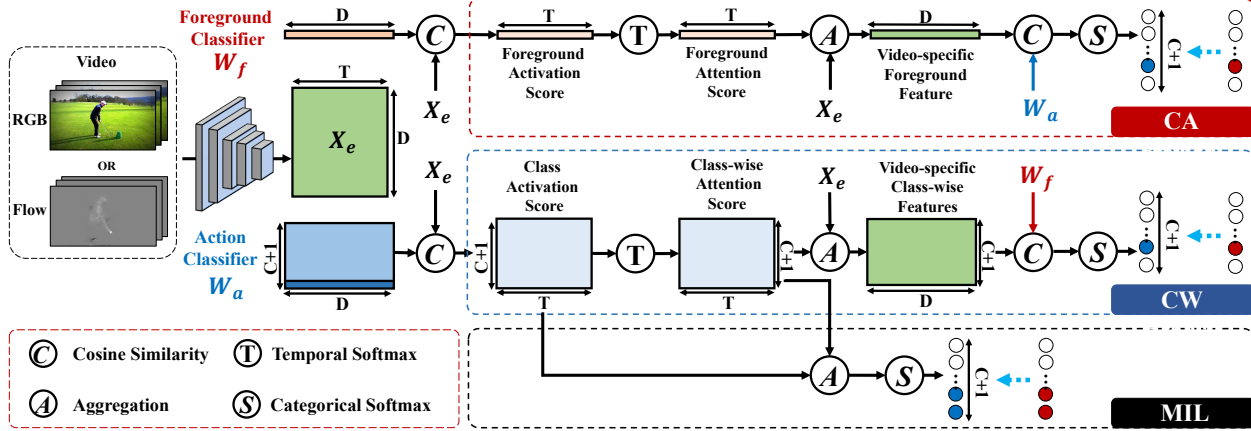 Foreground
Classifier
W_f
D
C
X_e
T
Foreground
Activation
Score
T
T
Foreground
Attention
Score
A
X_e
D
Video-specific
Foreground
Feature
C
W_a
S
C+1
CA
Video
RGB
OR
Flow
T
X_e
D
Action
Classifier
W_a
C+1
D
X_e
C
Class
Activation
Score
C+1
T
T
Class-wise
Attention
Score
C+1
T
X_e
A
Video-specific
Class-wise
Features
C+1
D
W_f
C
S
C+1
CW
C Cosine Similarity
T Temporal Softmax
A Aggregation
S Categorical Softmax
A
S
C+1
MIL